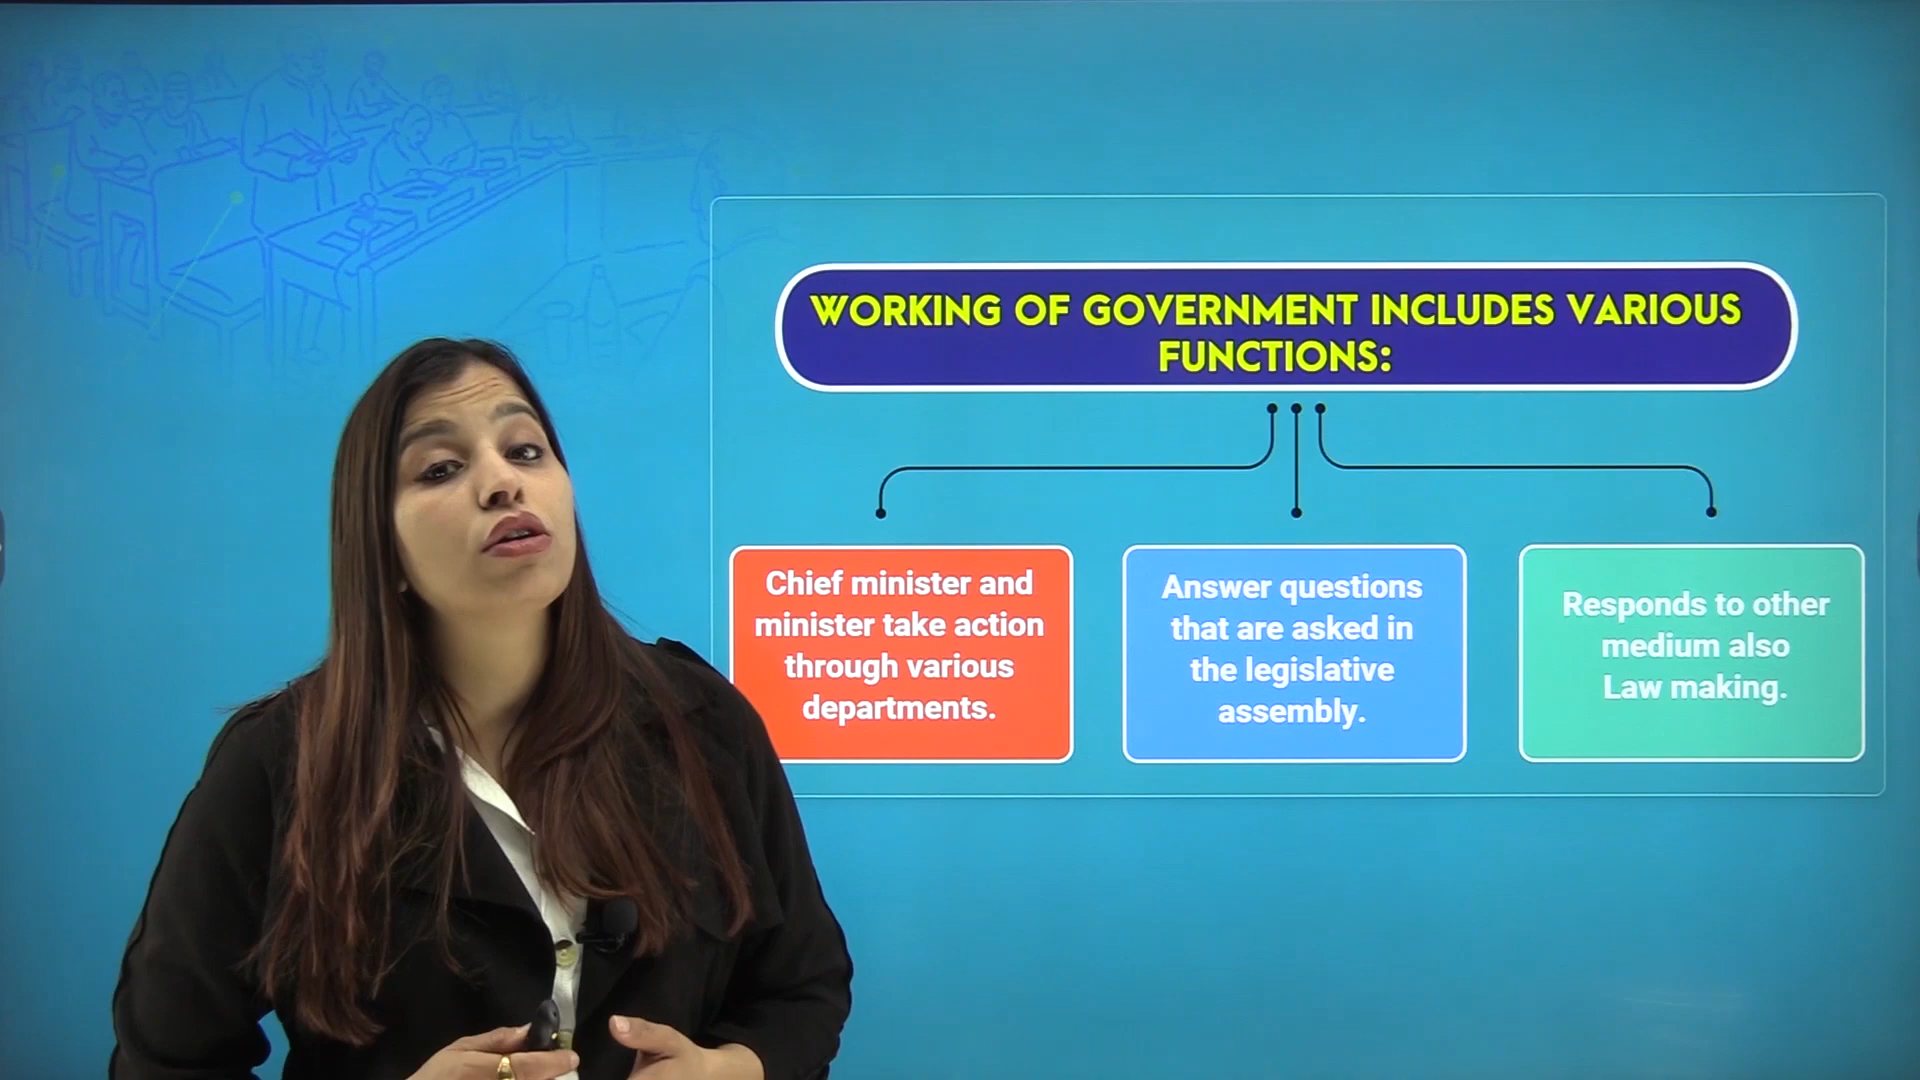 WORKING OF GOVERNMENT INCLUDES VARIOUS
FUNCTIONS:
Chief minister and
minister take action
through various
departments.
Answer questions
that are asked in
the legislative
assembly.
Responds to other
medium also
Law making.